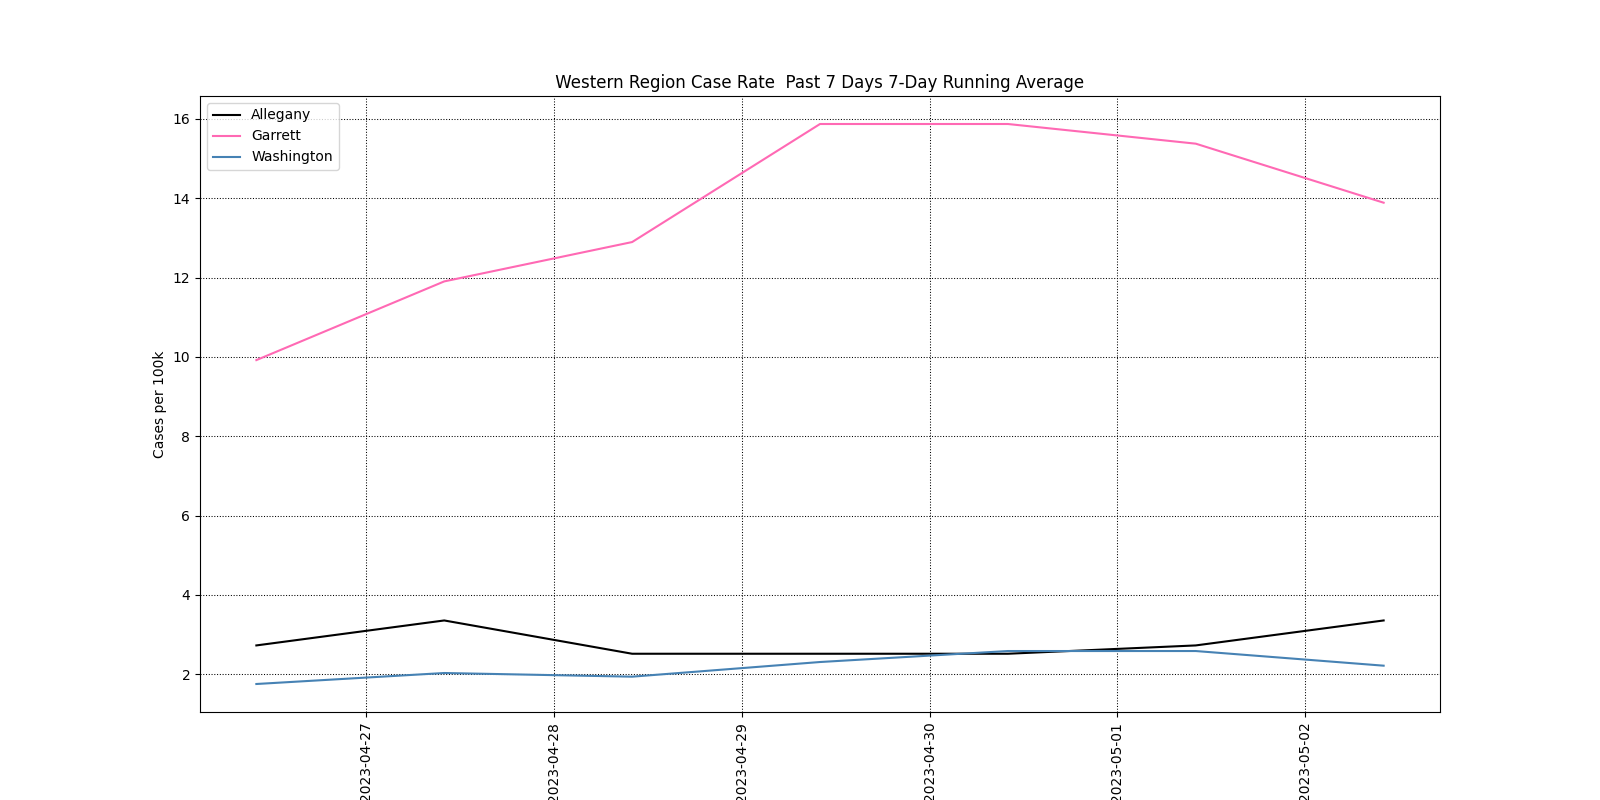 Western Region Case Rate  Past 7 Days 7-Day Running Average
Allegany
Garrett
Washington
Cases per 100k
16
14
12
10
8
6
4
2
2023-04-27
2023-04-28
2023-04-29
2023-04-30
2023-05-01
2023-05-02